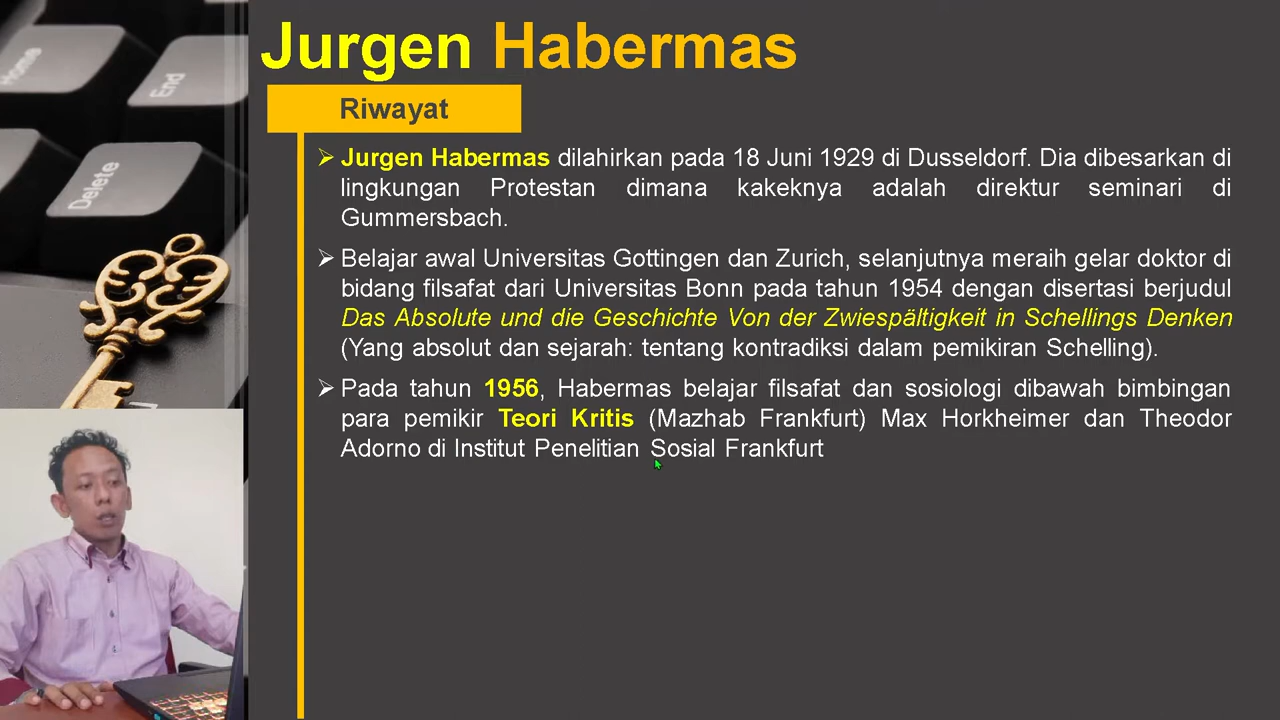 Home
End
Delete
Jurgen Habermas
Riwayat
➢ Jurgen Habermas dilahirkan pada 18 Juni 1929 di Dusseldorf. Dia dibesarkan di
lingkungan Protestan dimana kakeknya adalah direktur seminari di
Gummersbach.
➢ Belajar awal Universitas Gottingen dan Zurich, selanjutnya meraih gelar doktor di
bidang filsafat dari Universitas Bonn pada tahun 1954 dengan disertasi berjudul
Das Absolute und die Geschichte Von der Zwiespältigkeit in Schellings Denken
(Yang absolut dan sejarah: tentang kontradiksi dalam pemikiran Schelling).
➢ Pada tahun 1956, Habermas belajar filsafat dan sosiologi dibawah bimbingan
para pemikir Teori Kritis (Mazhab Frankfurt) Max Horkheimer dan Theodor
Adorno di Institut Penelitian Sosial Frankfurt